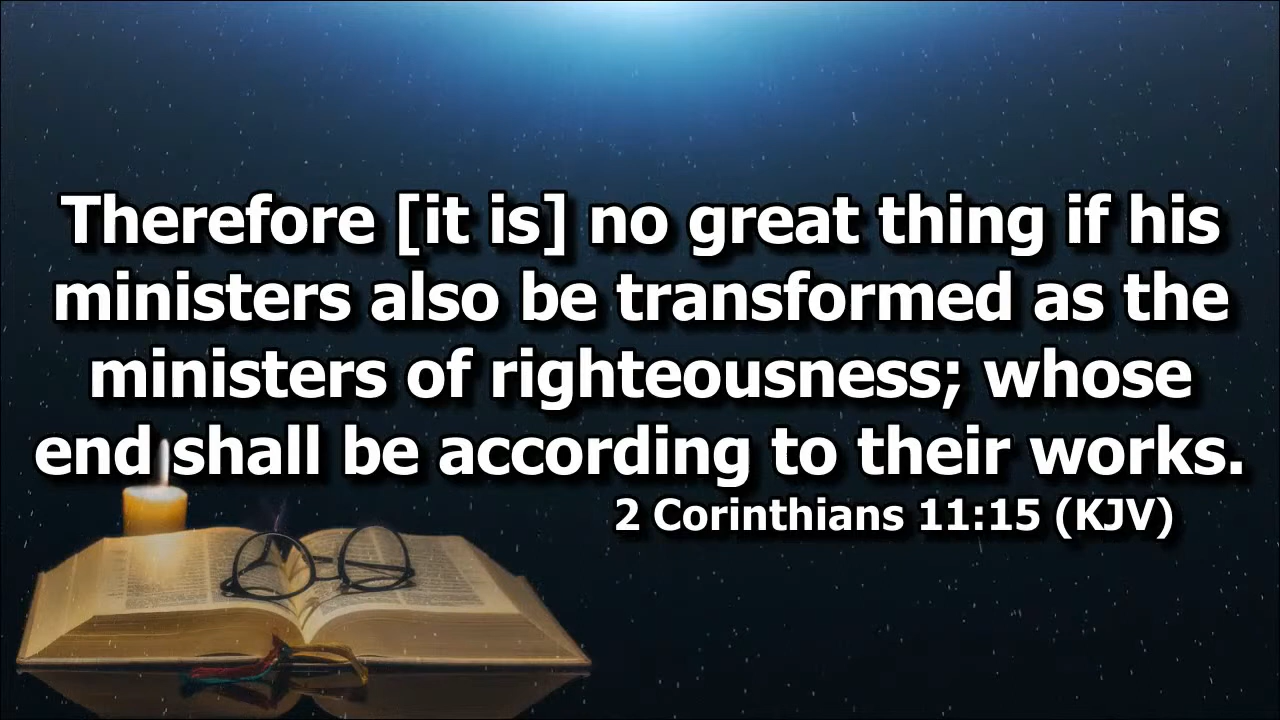 Therefore [it is] no great thing if his
ministers also be transformed as the
ministers of righteousness; whose
end shall be according to their works.
2 Corinthians 11:15 (KJV)